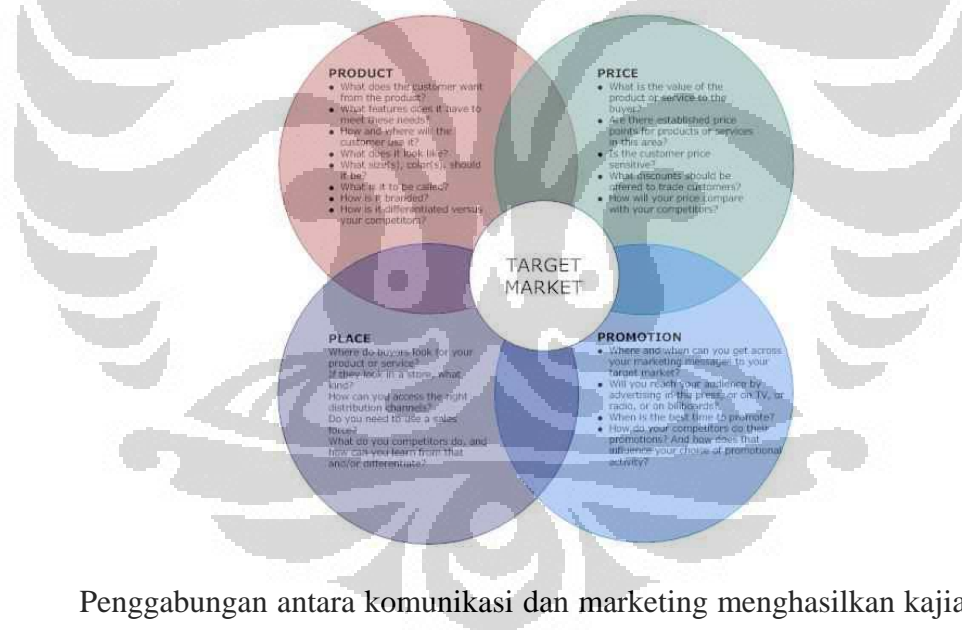 PRODUCT
• What does the customer want
from the product?
• What features does it have to
meet these needs?
• How and where will the
customer use it?
• What does it look like?
• What size(s), color(s), should
it be?
• What is it to be called?
• How is it branded?
• How is it differentiated versus
your competitors?
PRICE
• What is the value of the
product or service to the
buyer?
• Are there established price
points for products or services
in this area?
• Is the customer price
sensitive?
• What discounts should be
offered to trade customers?
• How will your price compare
with your competitors?
TARGET
MARKET
PLACE
Where do buyers look for your
product or service?
If they look in a store, what
kind?
How can you access the right
distribution channels?
Do you need to use a sales
force?
What do you competitors do, and
how can you learn from that
and/or differentiate?
PROMOTION
• Where and when can you get across
your marketing messages to your
target market?
• Will you reach your audience by
advertising in the press, or on TV, or
radio, or on billboards?
• When is the best time to promote?
• How do your competitors do their
promotions? And how does that
influence your choice of promotional
activity?
Penggabungan antara komunikasi dan marketing menghasilkan kajia